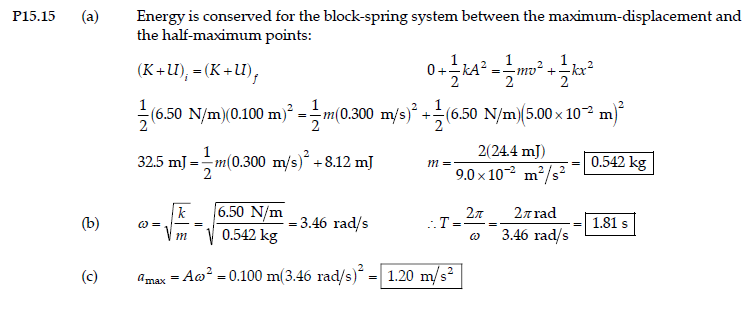 P15.15 (a) Energy is conserved for the block-spring system between the maximum-displacement and
the half-maximum points:
(K+U)ᵢ = (K+U)_f 0 + 1/2 kA² = 1/2 mv² + 1/2 kx²
1/2 (6.50 N/m)(0.100 m)² = 1/2 m(0.300 m/s)² + 1/2 (6.50 N/m)(5.00 × 10⁻² m)²
32.5 mJ = 1/2 m(0.300 m/s)² + 8.12 mJ m = 2(24.4 mJ) / 9.0 × 10⁻² m²/s² = 0.542 kg
(b) ω = √(k/m) = √(6.50 N/m / 0.542 kg) = 3.46 rad/s ∴ T = 2π/ω = 2π rad / 3.46 rad/s = 1.81 s
(c) a_max = Aω² = 0.100 m(3.46 rad/s)² = 1.20 m/s²